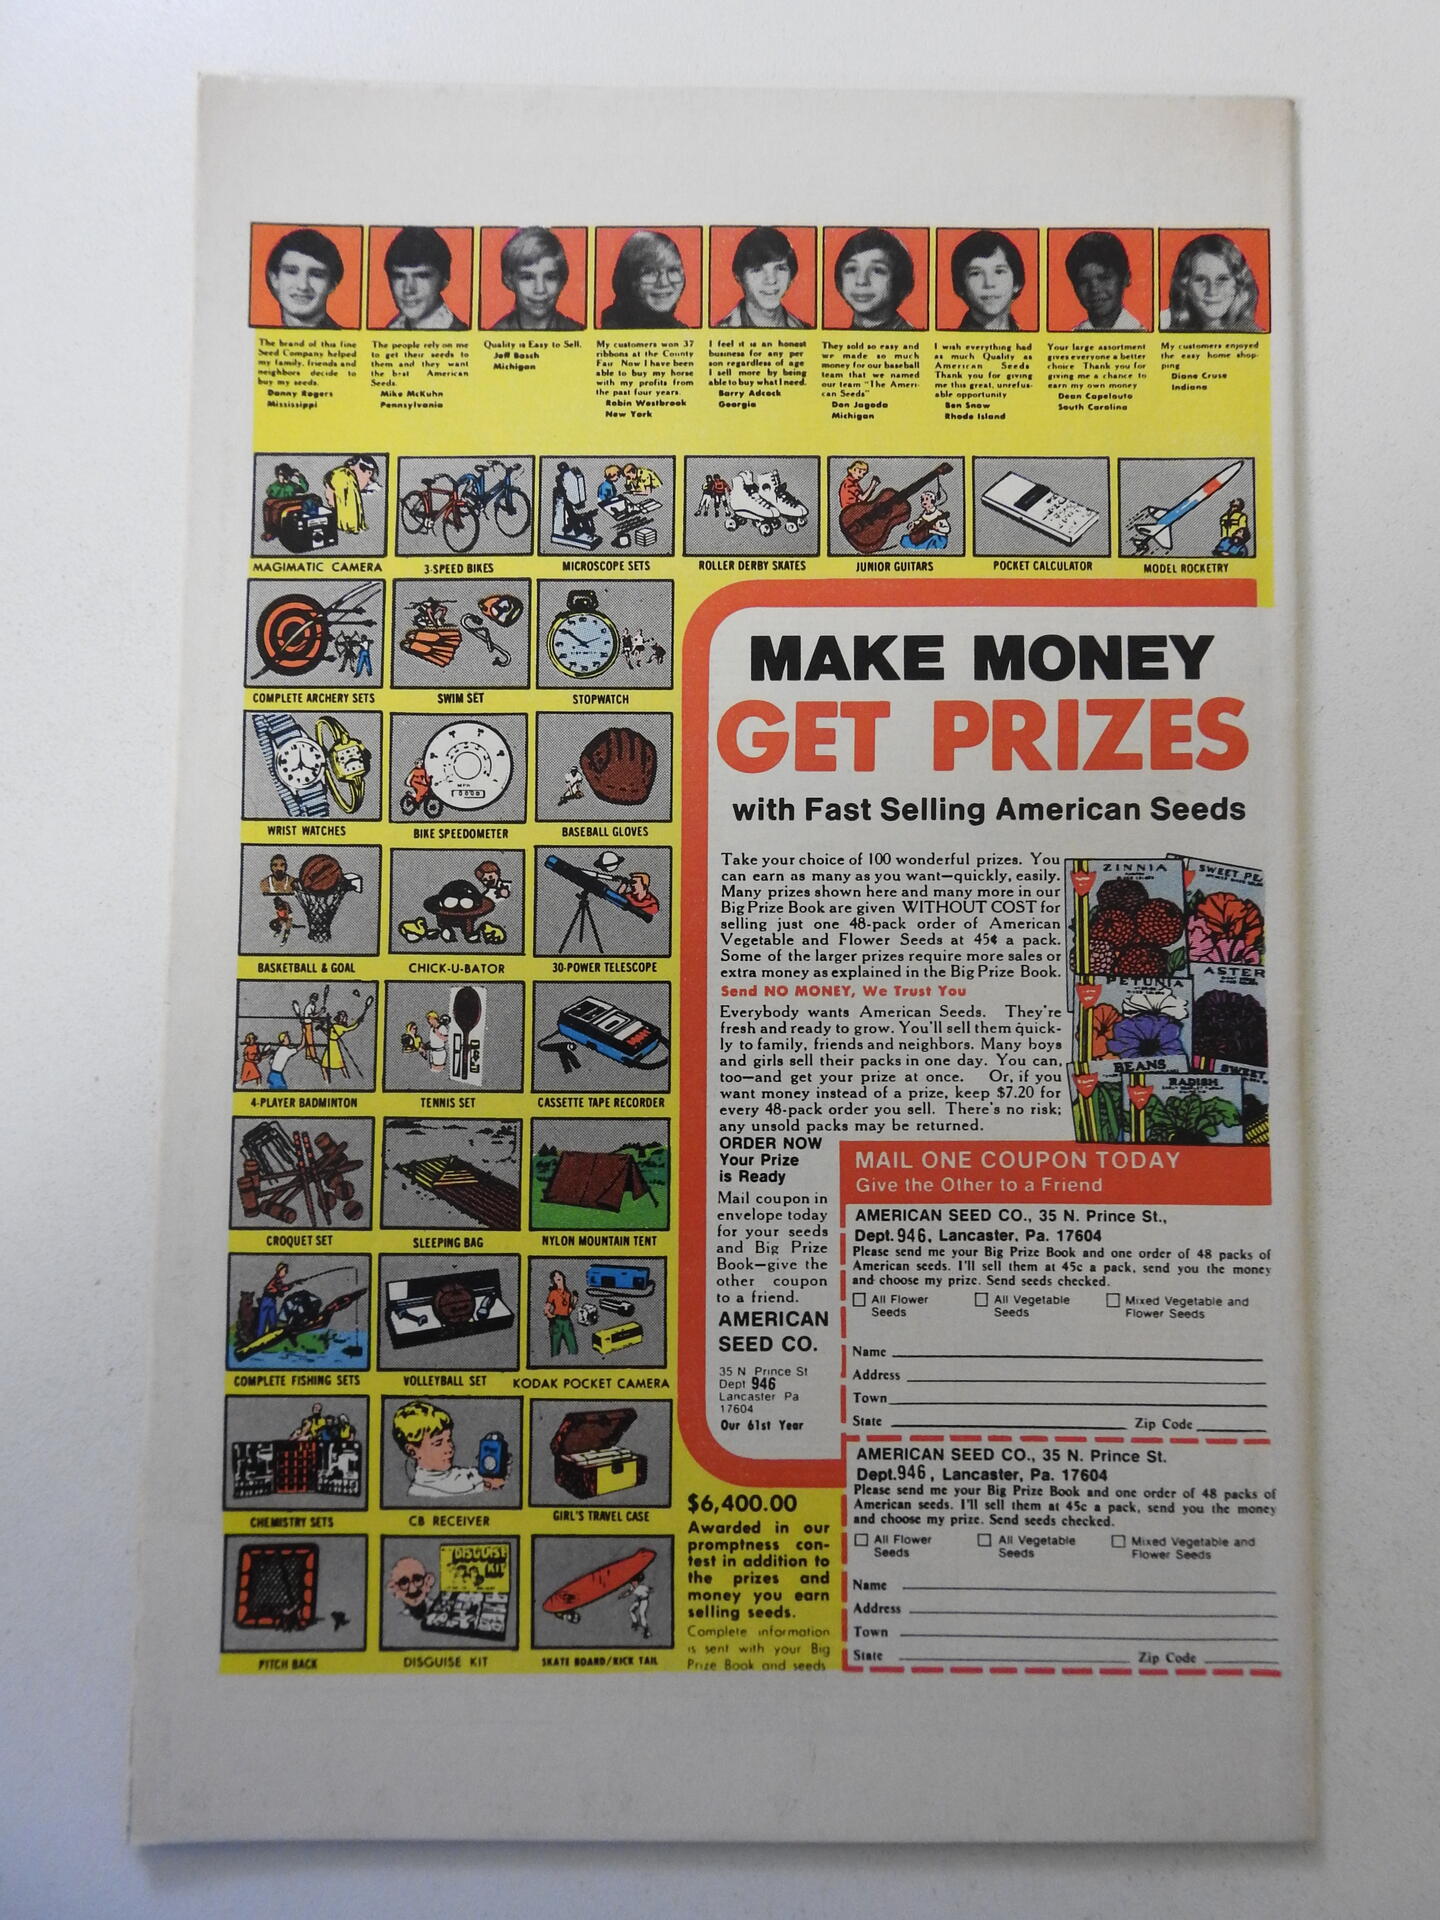 The brand of this fine
Seed Company helped
my family, friends and
neighbors decide to
buy my seeds.
Danny Rogers
Mississippi
The people rely on me
to get their seeds to
them and they want
the best American
Seeds.
Mike McKuhn
Pennsylvania
Quality is Easy to Sell.
Jeff Basch
Michigan
My customers won 37
ribbons at the County
Fair Now I have been
able to buy my horse
with my profits from
the past four years.
Robin Westbrook
New York
I feel it is an honest
business for any per
son regardless of age
I sell more by being
able to buy what I need.
Barry Adcock
Georgia
They sold so easy and
we made so much
money for our baseball
team that we named
our team "The Ameri-
can Seeds"
Dan Jagoda
Michigan
I wish everything had
as much Quality as
American Seeds
Thank you for giving
me this great, unrefus-
able opportunity
Ben Snow
Rhode Island
Your large assortment
gives everyone a better
choice Thank you for
giving me a chance to
earn my own money
Dean Capelouto
South Carolina
My customers enjoyed
the easy home shop-
ping
Diane Cruse
Indiana
MAGIMATIC CAMERA
3-SPEED BIKES
MICROSCOPE SETS
ROLLER DERBY SKATES
JUNIOR GUITARS
POCKET CALCULATOR
MODEL ROCKETRY
COMPLETE ARCHERY SETS
SWIM SET
STOPWATCH
WRIST WATCHES
BIKE SPEEDOMETER
BASEBALL GLOVES
BASKETBALL & GOAL
CHICK-U-BATOR
30-POWER TELESCOPE
4-PLAYER BADMINTON
TENNIS SET
CASSETTE TAPE RECORDER
CROQUET SET
SLEEPING BAG
NYLON MOUNTAIN TENT
COMPLETE FISHING SETS
VOLLEYBALL SET
KODAK POCKET CAMERA
CHEMISTRY SETS
CB RECEIVER
GIRL'S TRAVEL CASE
DISGUISE
KIT
PITCH BACK
DISGUISE KIT
SKATE BOARD/KICK TAIL
MAKE MONEY
GET PRIZES
with Fast Selling American Seeds
Take your choice of 100 wonderful prizes. You
can earn as many as you want—quickly, easily.
Many prizes shown here and many more in our
Big Prize Book are given WITHOUT COST for
selling just one 48-pack order of American
Vegetable and Flower Seeds at 45¢ a pack.
Some of the larger prizes require more sales or
extra money as explained in the Big Prize Book.
Send NO MONEY, We Trust You
Everybody wants American Seeds. They're
fresh and ready to grow. You'll sell them quick-
ly to family, friends and neighbors. Many boys
and girls sell their packs in one day. You can,
too—and get your prize at once. Or, if you
want money instead of a prize, keep $7.20 for
every 48-pack order you sell. There's no risk;
any unsold packs may be returned.
ZINNIA
SWEET PE
PETUNIA
ASTER
BEANS
RADISH
SWEET
ORDER NOW
Your Prize
is Ready
Mail coupon in
envelope today
for your seeds
and Big Prize
Book—give the
other coupon
to a friend.
AMERICAN
SEED CO.
35 N Prince St
Dept 946
Lancaster Pa
17604
Our 61st Year
$6,400.00
Awarded in our
promptness con-
test in addition to
the prizes and
money you earn
selling seeds.
Complete information
is sent with your Big
Prize Book and seeds
MAIL ONE COUPON TODAY
Give the Other to a Friend
AMERICAN SEED CO., 35 N. Prince St.,
Dept. 946, Lancaster, Pa. 17604
Please send me your Big Prize Book and one order of 48 packs of
American seeds. I'll sell them at 45c a pack, send you the money
and choose my prize. Send seeds checked.
All Flower
Seeds
All Vegetable
Seeds
Mixed Vegetable and
Flower Seeds
Name
Address
Town
State Zip Code
AMERICAN SEED CO., 35 N. Prince St.
Dept. 946, Lancaster, Pa. 17604
Please send me your Big Prize Book and one order of 48 packs of
American seeds. I'll sell them at 45c a pack, send you the money
and choose my prize. Send seeds checked.
All Flower
Seeds
All Vegetable
Seeds
Mixed Vegetable and
Flower Seeds
Name
Address
Town
State Zip Code